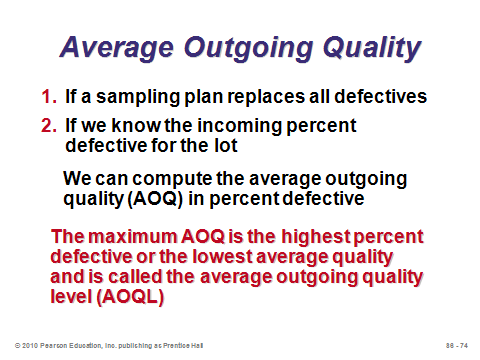 Average Outgoing Quality
1. If a sampling plan replaces all defectives
2. If we know the incoming percent
defective for the lot
We can compute the average outgoing
quality (AOQ) in percent defective
The maximum AOQ is the highest percent
defective or the lowest average quality
and is called the average outgoing quality
level (AOQL)
© 2010 Pearson Education, Inc. publishing as Prentice Hall
S6 - 74